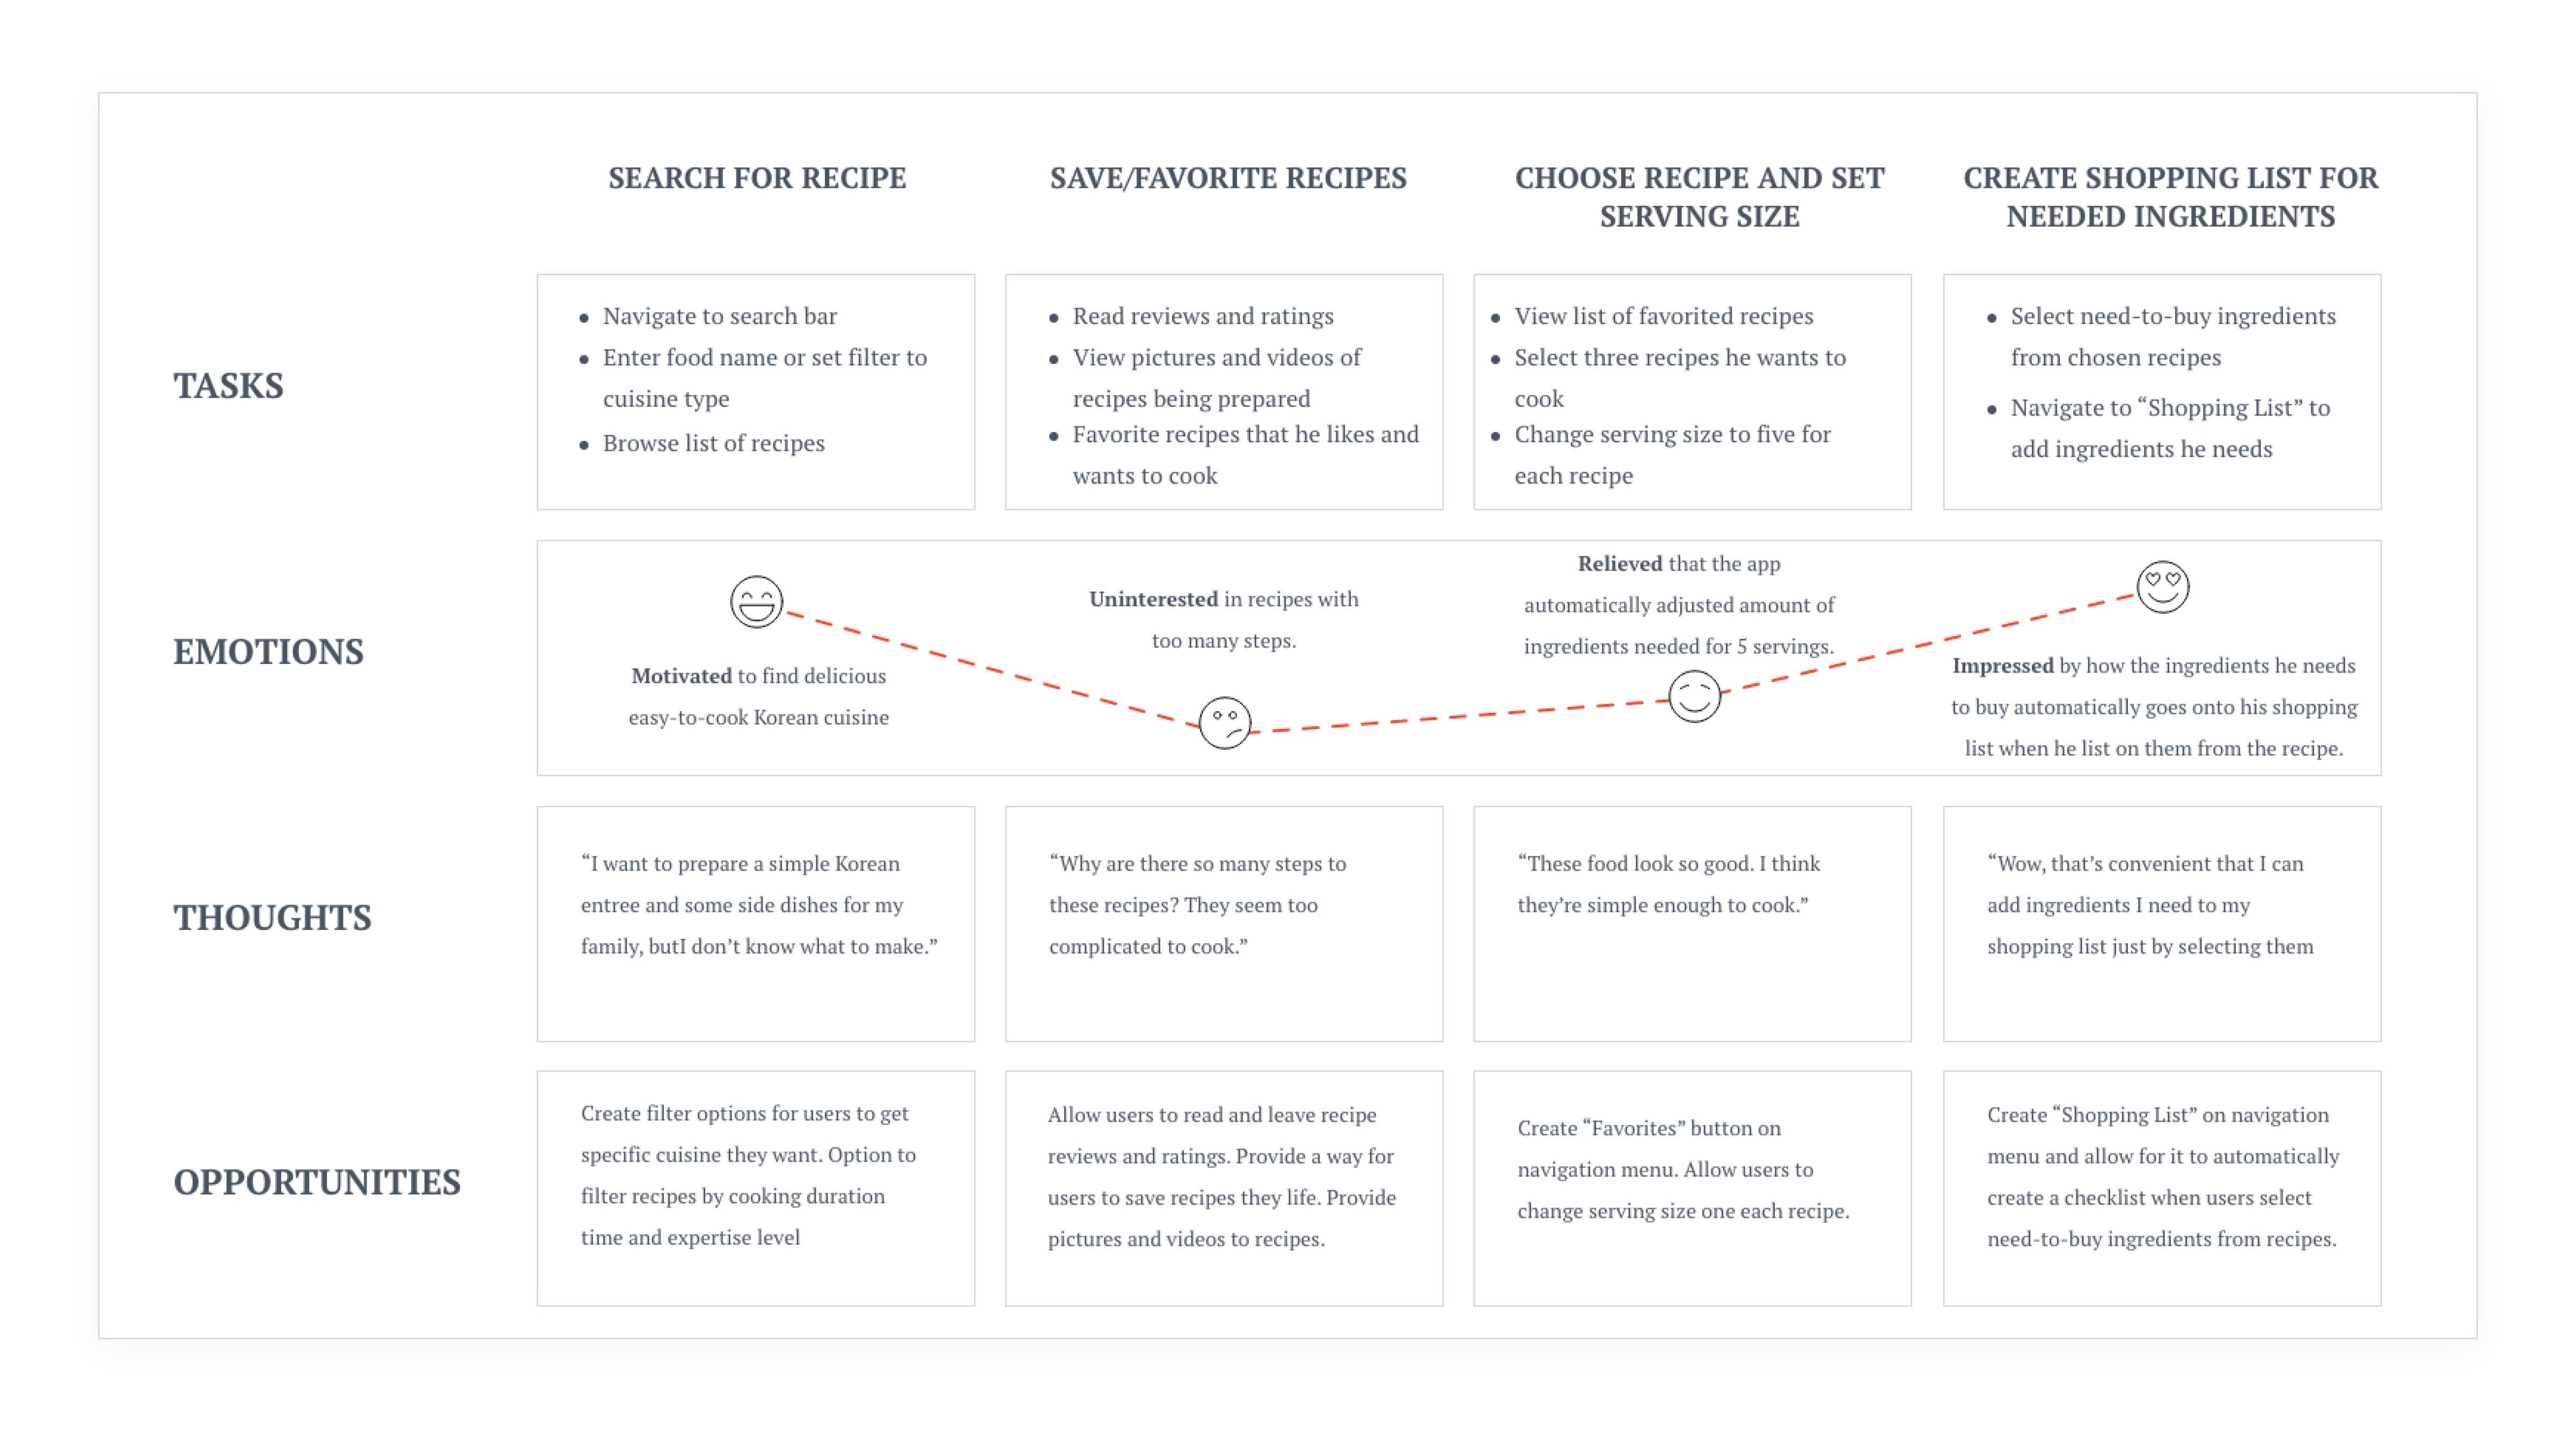 SEARCH FOR RECIPE
SAVE/FAVORITE RECIPES
CHOOSE RECIPE AND SET
SERVING SIZE
CREATE SHOPPING LIST FOR
NEEDED INGREDIENTS
TASKS
• Navigate to search bar
• Enter food name or set filter to
cuisine type
• Browse list of recipes
• Read reviews and ratings
• View pictures and videos of
recipes being prepared
• Favorite recipes that he likes and
wants to cook
• View list of favorited recipes
• Select three recipes he wants to
cook
• Change serving size to five for
each recipe
• Select need-to-buy ingredients
from chosen recipes
• Navigate to “Shopping List” to
add ingredients he needs
EMOTIONS
Motivated to find delicious
easy-to-cook Korean cuisine
Uninterested in recipes with
too many steps.
Relieved that the app
automatically adjusted amount of
ingredients needed for 5 servings.
Impressed by how the ingredients he needs
to buy automatically goes onto his shopping
list when he list on them from the recipe.
THOUGHTS
“I want to prepare a simple Korean
entree and some side dishes for my
family, butI don’t know what to make.”
“Why are there so many steps to
these recipes? They seem too
complicated to cook.”
“These food look so good. I think
they’re simple enough to cook.”
“Wow, that’s convenient that I can
add ingredients I need to my
shopping list just by selecting them
OPPORTUNITIES
Create filter options for users to get
specific cuisine they want. Option to
filter recipes by cooking duration
time and expertise level
Allow users to read and leave recipe
reviews and ratings. Provide a way for
users to save recipes they life. Provide
pictures and videos to recipes.
Create “Favorites” button on
navigation menu. Allow users to
change serving size one each recipe.
Create “Shopping List” on navigation
menu and allow for it to automatically
create a checklist when users select
need-to-buy ingredients from recipes.